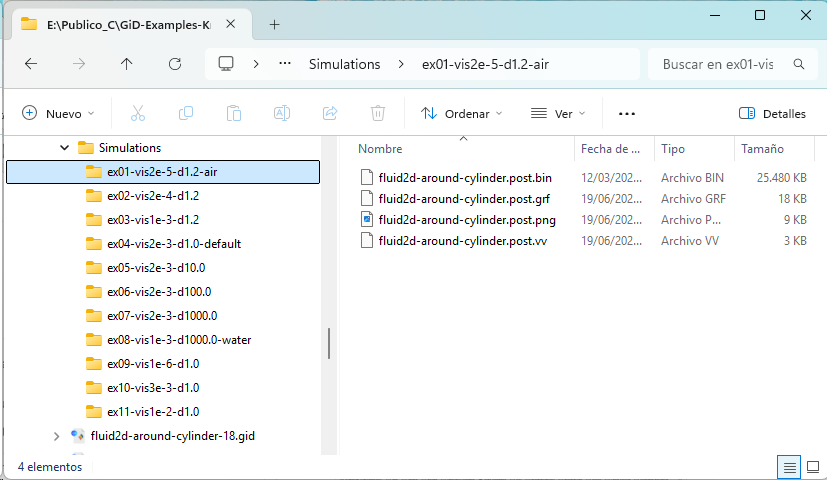 E:\Publico_C\GiD-Examples-Kı
Simulations
ex01-vis2e-5-d1.2-air
Buscar en ex01-vis
Nuevo
Ordenar
Ver
Detalles
Simulations
ex01-vis2e-5-d1.2-air
ex02-vis2e-4-d1.2
ex03-vis1e-3-d1.2
ex04-vis2e-3-d1.0-default
ex05-vis2e-3-d10.0
ex06-vis2e-3-d100.0
ex07-vis2e-3-d1000.0
ex08-vis1e-3-d1000.0-water
ex09-vis1e-6-d1.0
ex10-vis3e-3-d1.0
ex11-vis1e-2-d1.0
fluid2d-around-cylinder-18.gid
Nombre Fecha de ... Tipo Tamaño
fluid2d-around-cylinder.post.bin 12/03/202... Archivo BIN 25.480 KB
fluid2d-around-cylinder.post.grf 19/06/202... Archivo GRF 18 KB
fluid2d-around-cylinder.post.png 19/06/202... Archivo P... 9 KB
fluid2d-around-cylinder.post.vv 19/06/202... Archivo VV 3 KB
4 elementos